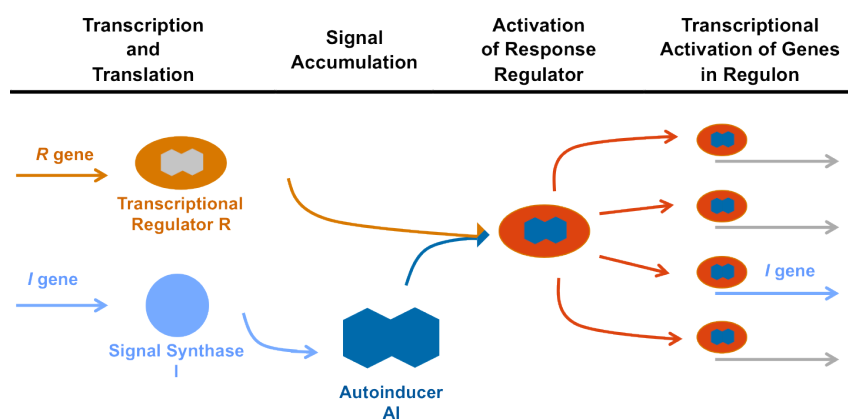 Transcription
and
Translation
Signal
Accumulation
Activation
of Response
Regulator
Transcriptional
Activation of Genes
in Regulon
R gene
Transcriptional
Regulator R
I gene
Signal Synthase
I
Autoinducer
AI
I gene